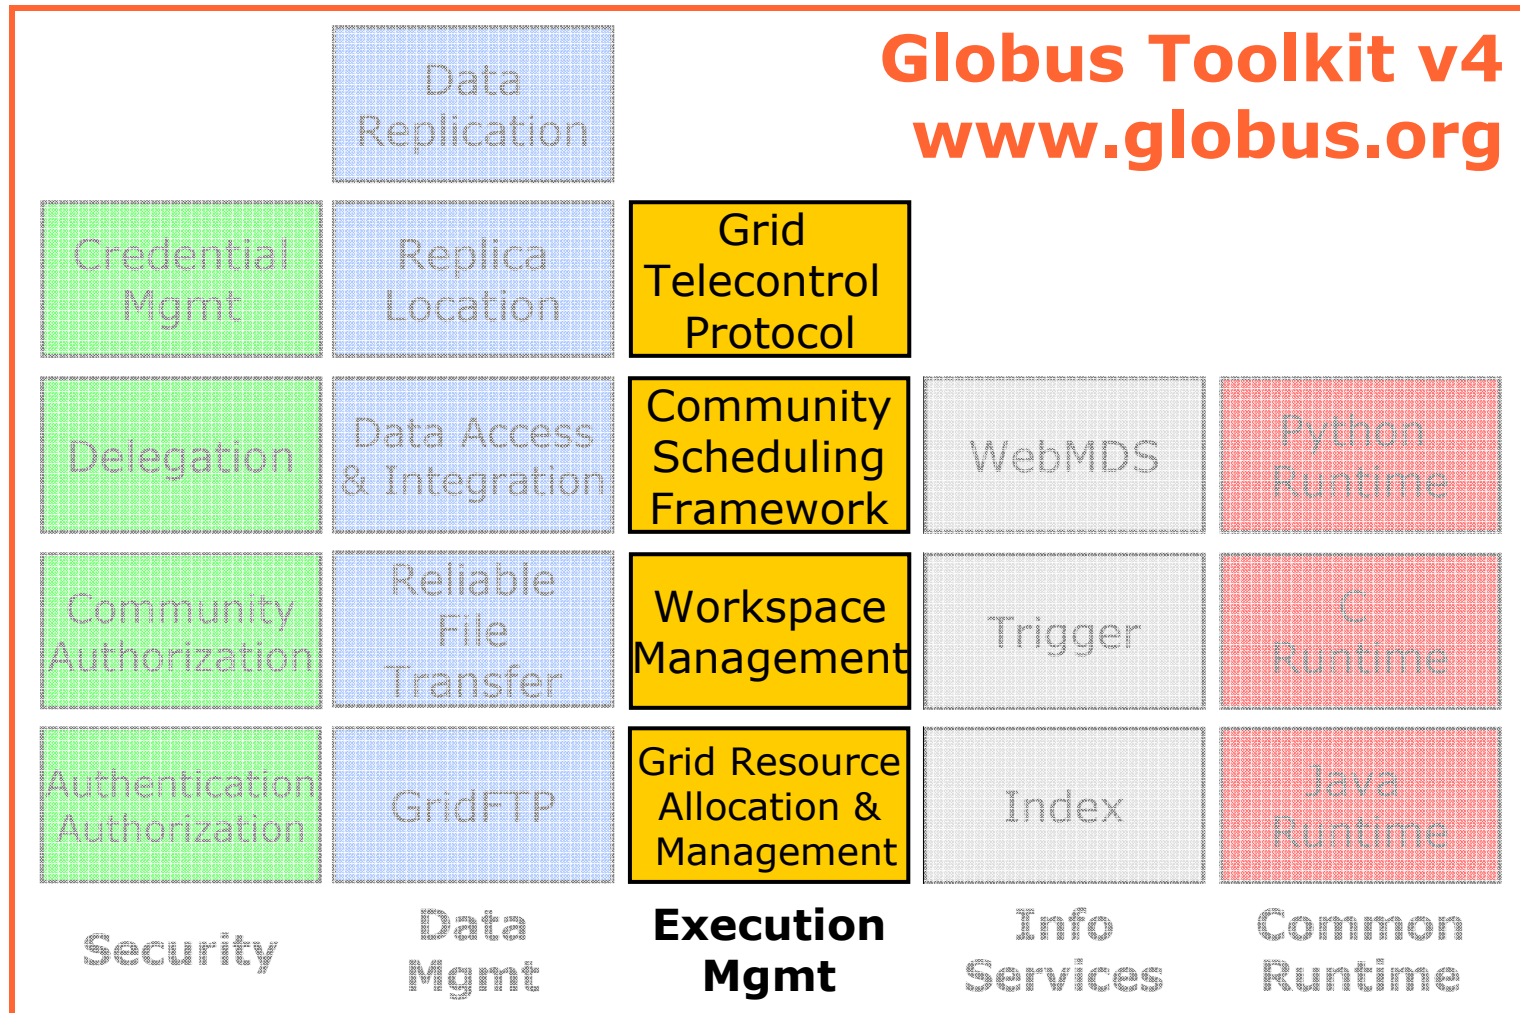 Globus Toolkit v4
www.globus.org
Data
Replication
Credential
Mgmt
Replica
Location
Grid
Telecontrol
Protocol
Delegation
Data Access
& Integration
Community
Scheduling
Framework
WebMDS
Python
Runtime
Community
Authorization
Reliable
File
Transfer
Workspace
Management
Trigger
C
Runtime
Authentication
Authorization
GridFTP
Grid Resource
Allocation &
Management
Index
Java
Runtime
Security
Data
Mgmt
Execution
Mgmt
Info
Services
Common
Runtime